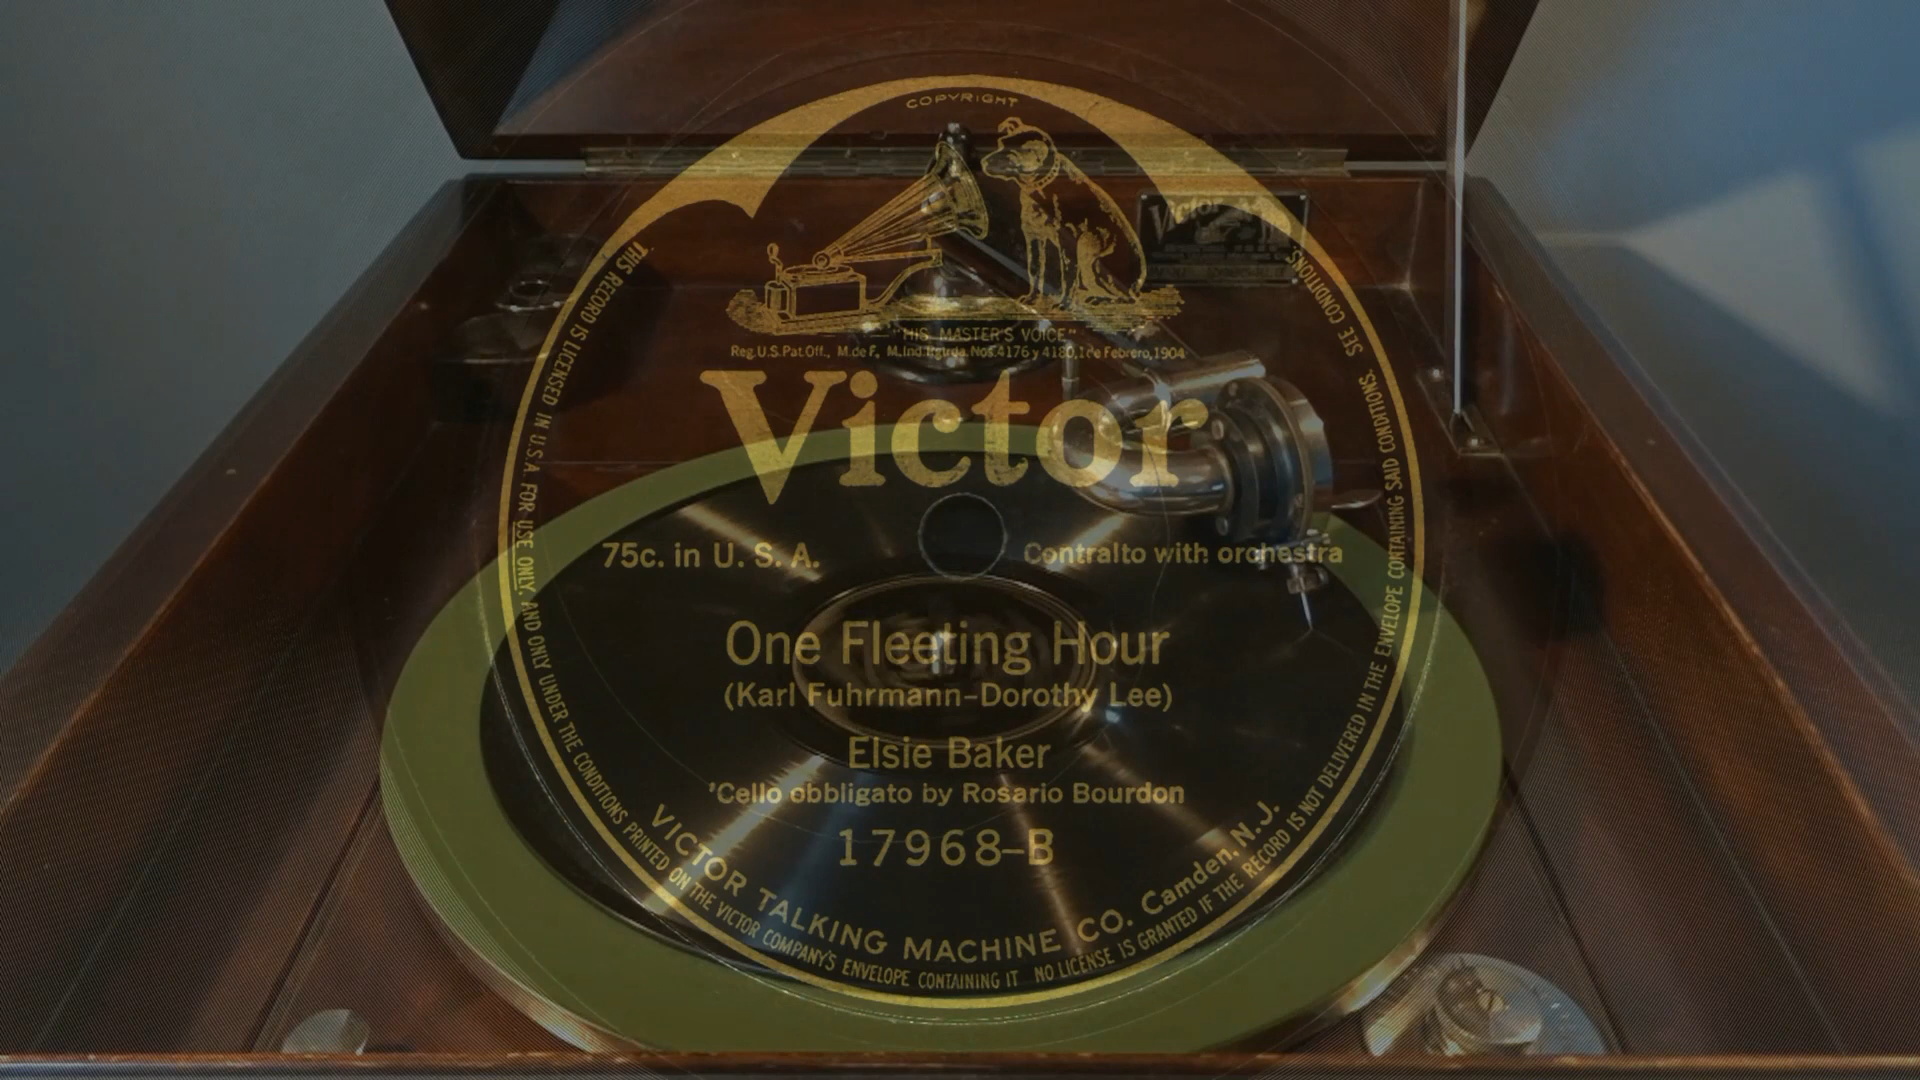 COPYRIGHT
"HIS MASTER'S VOICE"
Reg.U.S.Pat.Off., M.de F., M.Ind.Rgtrda.Nos.4176 y 4180,1 de Febrero,1904
Victor
75c. in U. S. A.
Contralto with orchestra
One Fleeting Hour
(Karl Fuhrmann–Dorothy Lee)
Elsie Baker
'Cello obbligato by Rosario Bourdon
17968–B
VICTOR TALKING MACHINE CO. Camden, N.J.
THIS RECORD IS LICENSED IN U.S.A. FOR USE ONLY, AND ONLY UNDER THE CONDITIONS PRINTED ON THE VICTOR COMPANY'S ENVELOPE CONTAINING IT NO LICENSE IS GRANTED IF THE RECORD IS NOT DELIVERED IN THE ENVELOPE CONTAINING SAID CONDITIONS. SEE CONDITIONS.
Victor